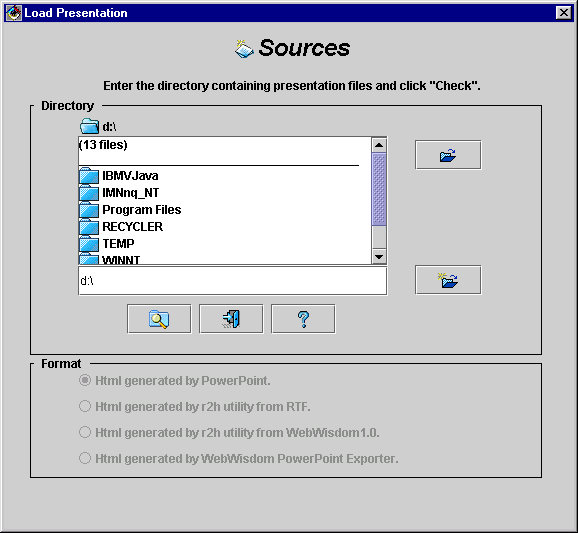 Load Presentation
Sources
Enter the directory containing presentation files and click "Check".
Directory
d:\
(13 files)
IBMVJava
IMNnq_NT
Program Files
RECYCLER
TEMP
WINNT
d:\
?
Format
Html generated by PowerPoint.
Html generated by r2h utility from RTF.
Html generated by r2h utility from WebWisdom1.0.
Html generated by WebWisdom PowerPoint Exporter.